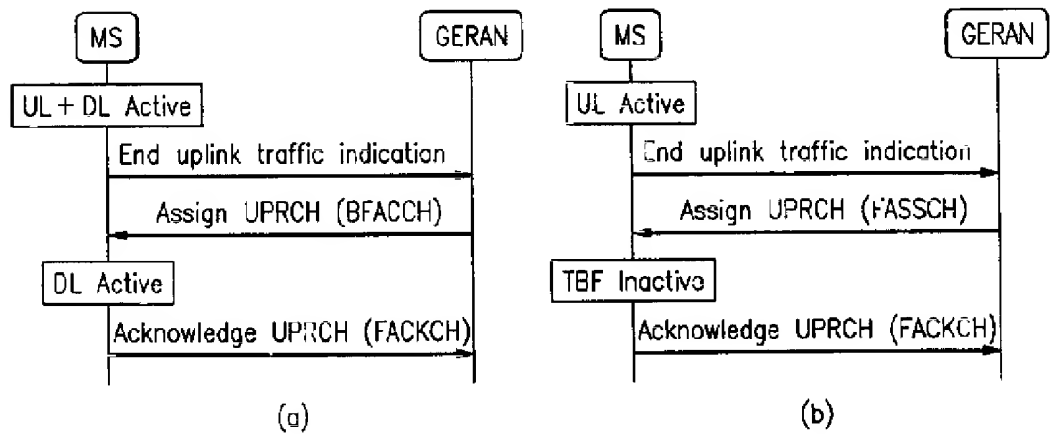 MS
GERAN
UL + DL Active
End uplink traffic indication
Assign UPRCH (BFACCH)
DL Active
Acknowledge UPRCH (FACKCH)
(a)
MS
GERAN
UL Active
End uplink traffic indication
Assign UPRCH (FASSCH)
TBF Inactive
Acknowledge UPRCH (FACKCH)
(b)